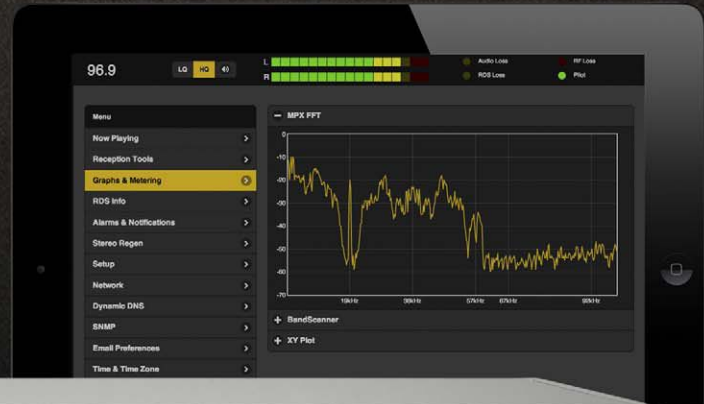 96.9
LQ HQ
L
R
Audio Loss
RF Loss
RDS Loss
Pilot
Menu
Now Playing
Reception Tools
Graphs & Metering
RDS Info
Alarms & Notifications
Stereo Regen
Setup
Network
Dynamic DNS
SNMP
Email Preferences
Time & Time Zone
MPX FFT
0
-10
-20
-30
-40
-50
-60
-70
19kHz 38kHz 57kHz 67kHz 98kHz
BandScanner
XY Plot